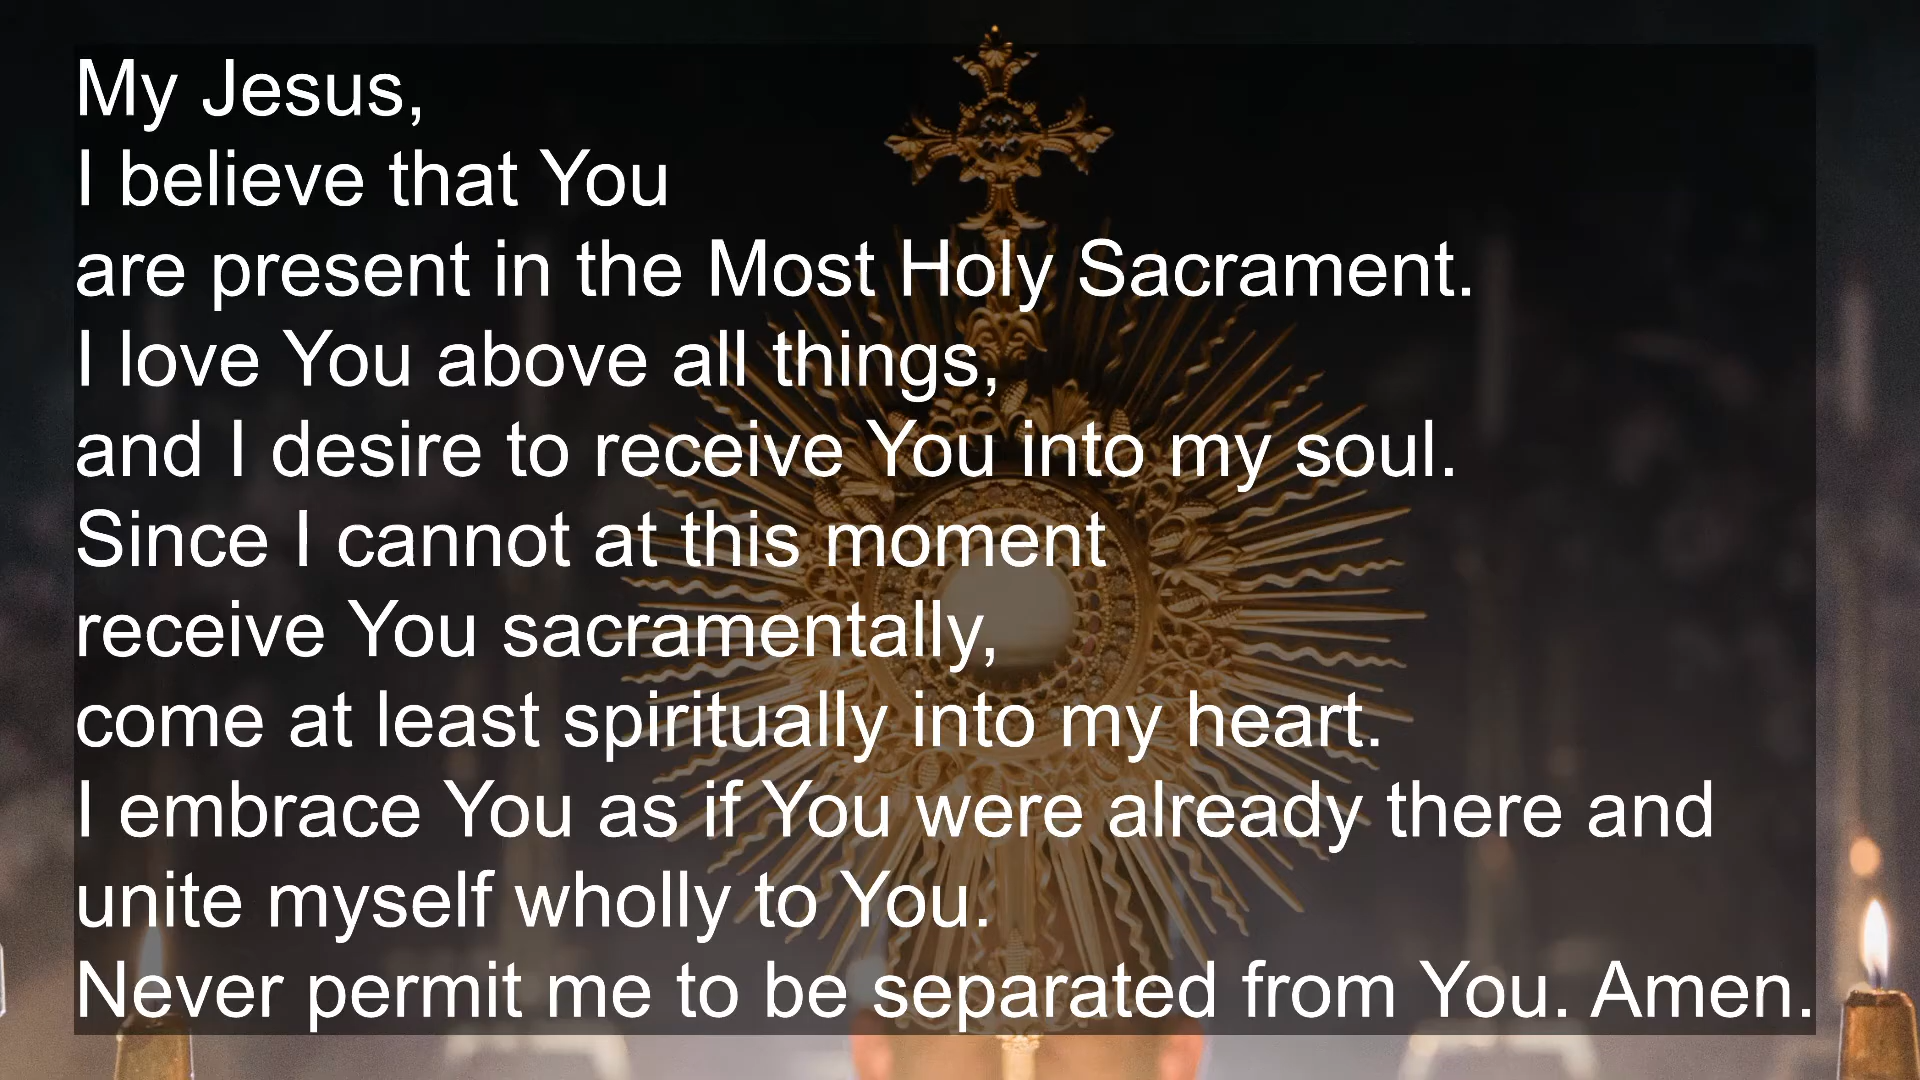 My Jesus,
I believe that You
are present in the Most Holy Sacrament.
I love You above all things,
and I desire to receive You into my soul.
Since I cannot at this moment
receive You sacramentally,
come at least spiritually into my heart.
I embrace You as if You were already there and
unite myself wholly to You.
Never permit me to be separated from You. Amen.